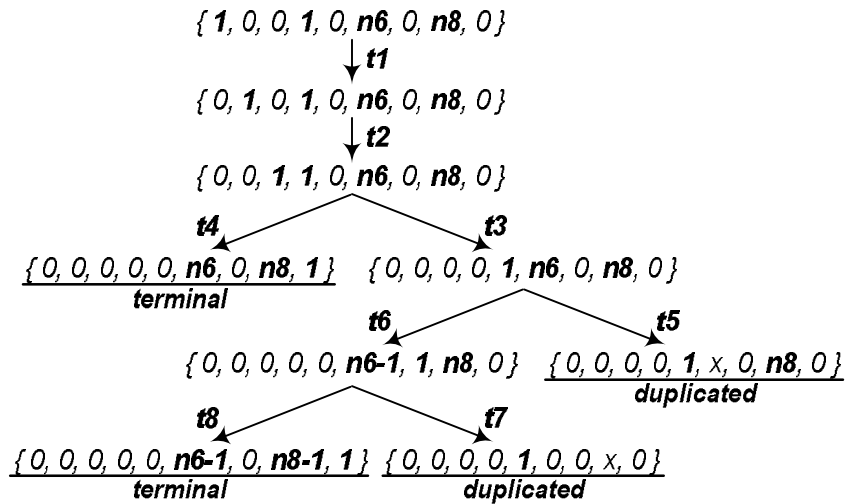 { 1, 0, 0, 1, 0, n6, 0, n8, 0 }
t1
{ 0, 1, 0, 1, 0, n6, 0, n8, 0 }
t2
{ 0, 0, 1, 1, 0, n6, 0, n8, 0 }
t4 t3
{ 0, 0, 0, 0, 0, n6, 0, n8, 1 } { 0, 0, 0, 0, 1, n6, 0, n8, 0 }
terminal
t6 t5
{ 0, 0, 0, 0, 0, n6-1, 1, n8, 0 } { 0, 0, 0, 0, 1, x, 0, n8, 0 }
duplicated
t8 t7
{ 0, 0, 0, 0, 0, n6-1, 0, n8-1, 1 } { 0, 0, 0, 0, 1, 0, 0, x, 0 }
terminal duplicated